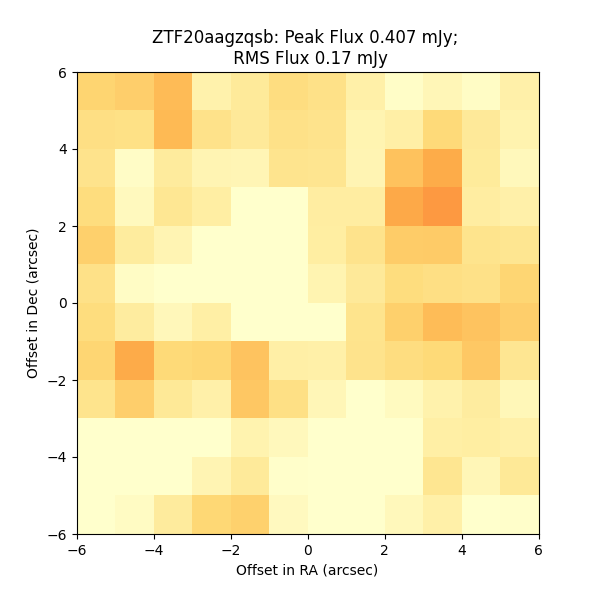 ZTF20aagzqsb: Peak Flux 0.407 mJy;
RMS Flux 0.17 mJy
6
4
2
0
−2
−4
−6
Offset in Dec (arcsec)
−6 −4 −2 0 2 4 6
Offset in RA (arcsec)